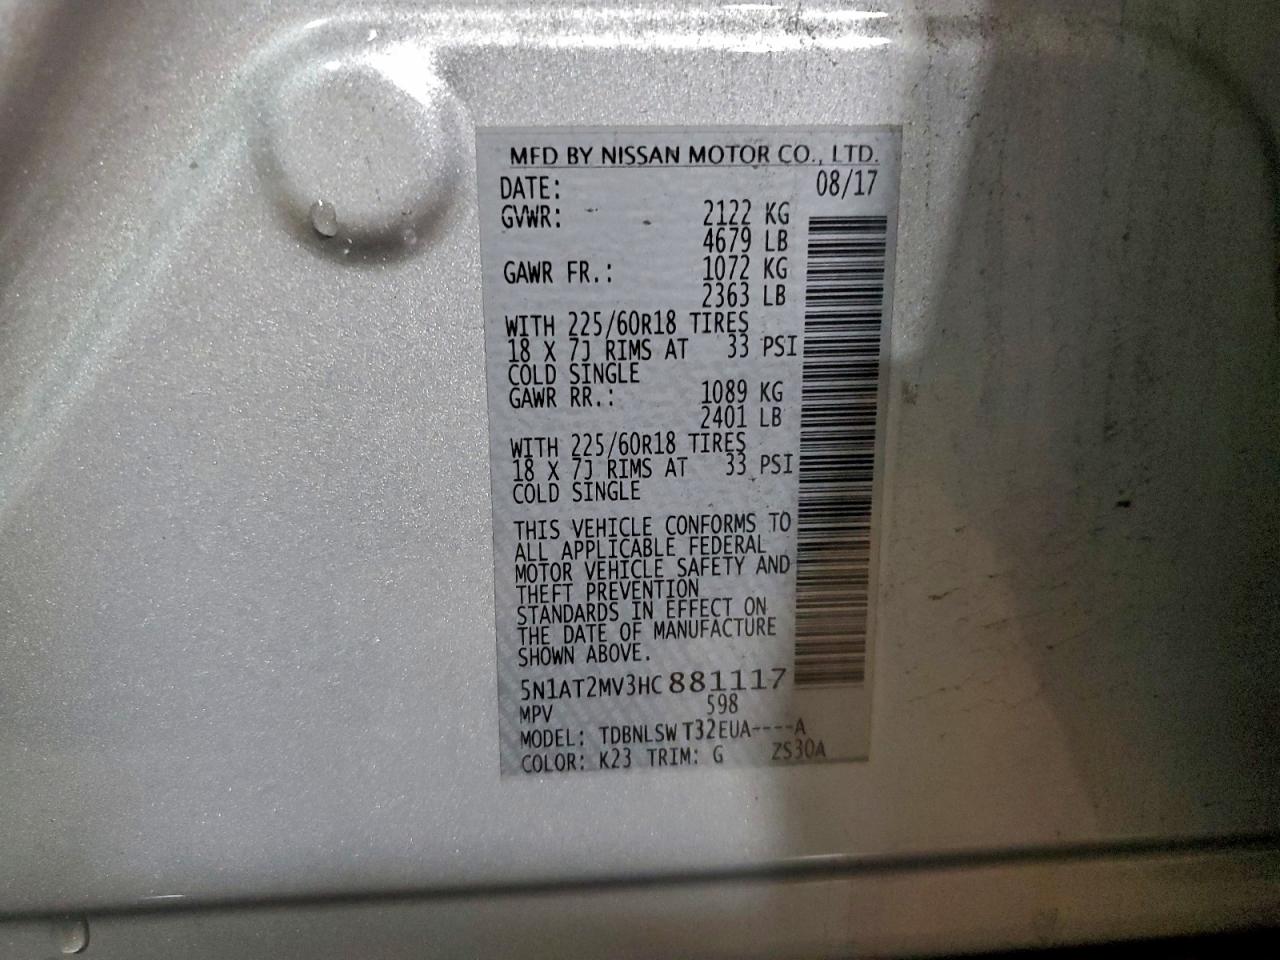 MFD BY NISSAN MOTOR CO., LTD.
DATE: 08/17
GVWR: 2122 KG
4679 LB
GAWR FR.: 1072 KG
2363 LB
WITH 225/60R18 TIRES
18 X 7J RIMS AT 33 PSI
COLD SINGLE
GAWR RR.: 1089 KG
2401 LB
WITH 225/60R18 TIRES
18 X 7J RIMS AT 33 PSI
COLD SINGLE
THIS VEHICLE CONFORMS TO
ALL APPLICABLE FEDERAL
MOTOR VEHICLE SAFETY AND
THEFT PREVENTION
STANDARDS IN EFFECT ON
THE DATE OF MANUFACTURE
SHOWN ABOVE.
5N1AT2MV3HC881117
MPV 598
MODEL: TDBNLSWT32EUA----A
COLOR: K23 TRIM: G ZS30A